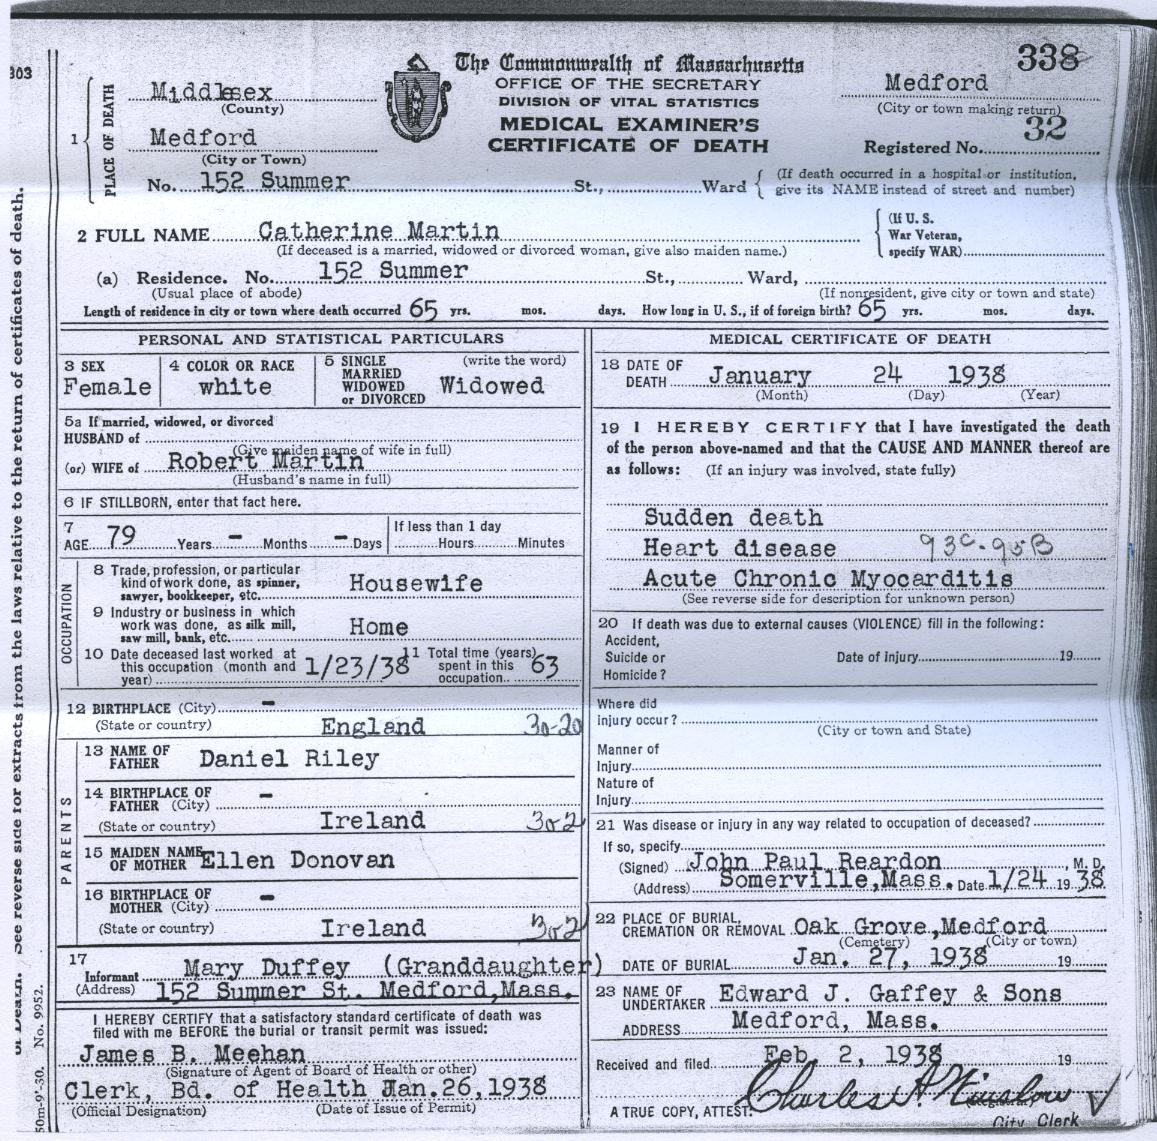 303
The Commonwealth of Massachusetts
OFFICE OF THE SECRETARY
DIVISION OF VITAL STATISTICS
MEDICAL EXAMINER'S
CERTIFICATE OF DEATH
338
Medford
(City or town making return)
Registered No. 32
1 PLACE OF DEATH
Middlesex
(County)
Medford
(City or Town)
No. 152 Summer St., Ward
(If death occurred in a hospital or institution,
give its NAME instead of street and number)
2 FULL NAME Catherine Martin
(If deceased is a married, widowed or divorced woman, give also maiden name.)
(If U. S.
War Veteran,
specify WAR)
(a) Residence. No. 152 Summer St., Ward,
(Usual place of abode) (If nonresident, give city or town and state)
Length of residence in city or town where death occurred 65 yrs. mos. days. How long in U. S., if of foreign birth? 65 yrs. mos. days.
PERSONAL AND STATISTICAL PARTICULARS
3 SEX
Female
4 COLOR OR RACE
white
5 SINGLE
MARRIED
WIDOWED
or DIVORCED
(write the word)
Widowed
5a If married, widowed, or divorced
HUSBAND of
(Give maiden name of wife in full)
(or) WIFE of Robert Martin
(Husband's name in full)
6 IF STILLBORN, enter that fact here.
7
AGE 79 Years - Months - Days
If less than 1 day
Hours Minutes
OCCUPATION
8 Trade, profession, or particular
kind of work done, as spinner,
sawyer, bookkeeper, etc.
Housewife
9 Industry or business in which
work was done, as silk mill,
saw mill, bank, etc.
Home
10 Date deceased last worked at
this occupation (month and
year) 1/23/38
11 Total time (years)
spent in this
occupation 63
12 BIRTHPLACE (City) -
(State or country) England 30-20
PARENTS
13 NAME OF
FATHER Daniel Riley
14 BIRTHPLACE OF
FATHER (City) -
(State or country) Ireland 302
15 MAIDEN NAME
OF MOTHER Ellen Donovan
16 BIRTHPLACE OF
MOTHER (City) -
(State or country) Ireland 302
17
Informant Mary Duffey (Granddaughter)
(Address) 152 Summer St. Medford,Mass.
I HEREBY CERTIFY that a satisfactory standard certificate of death was
filed with me BEFORE the burial or transit permit was issued:
James B. Meehan
(Signature of Agent of Board of Health or other)
Clerk, Bd. of Health Jan.26,1938
(Official Designation) (Date of Issue of Permit)
MEDICAL CERTIFICATE OF DEATH
18 DATE OF
DEATH January 24 1938
(Month) (Day) (Year)
19 I HEREBY CERTIFY that I have investigated the death
of the person above-named and that the CAUSE AND MANNER thereof are
as follows: (If an injury was involved, state fully)
Sudden death
Heart disease 93c-95B
Acute Chronic Myocarditis
(See reverse side for description for unknown person)
20 If death was due to external causes (VIOLENCE) fill in the following:
Accident,
Suicide or
Homicide?
Date of injury 19
Where did
injury occur?
(City or town and State)
Manner of
Injury
Nature of
Injury
21 Was disease or injury in any way related to occupation of deceased?
If so, specify
(Signed) John Paul Reardon, M. D.
(Address) Somerville,Mass. Date 1/24 19 38
22 PLACE OF BURIAL,
CREMATION OR REMOVAL Oak Grove,Medford
(Cemetery) (City or town)
DATE OF BURIAL Jan. 27, 1938 19
23 NAME OF
UNDERTAKER Edward J. Gaffey & Sons
ADDRESS Medford, Mass.
Received and filed Feb 2, 1938 19
A TRUE COPY, ATTEST: Charles A. Winslow
City Clerk
See reverse side for extracts from the laws relative to the return of certificates of death.
50m-9'-30. No. 9952.